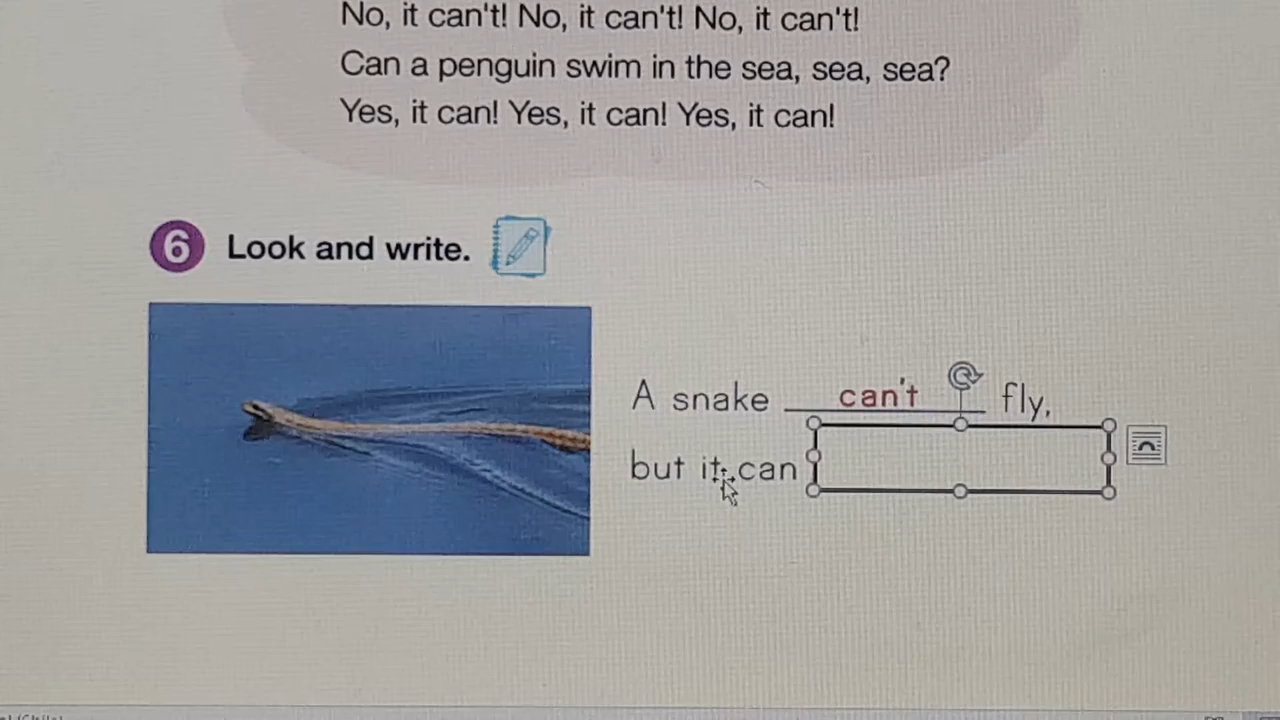 No, it can't! No, it can't! No, it can't!
Can a penguin swim in the sea, sea, sea?
Yes, it can! Yes, it can! Yes, it can!
6 Look and write.
A snake can't fly,
but it can